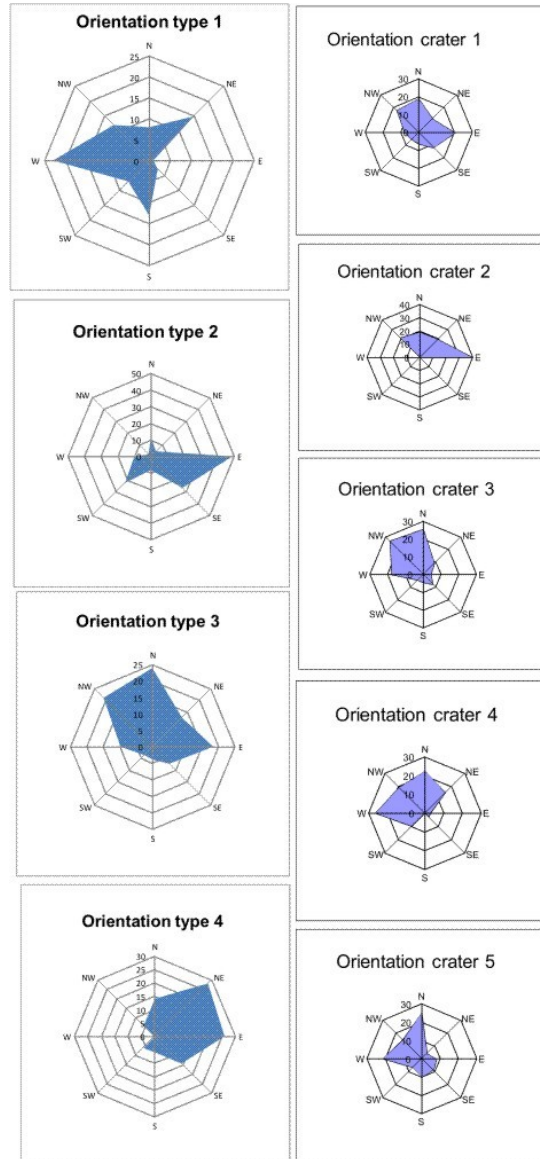 Orientation type 1
N
25
NW 20 NE
15
10
5
W 0 E
SW SE
S
Orientation type 2
N
50
NW 40 NE
30
20
10
W 0 E
SW SE
S
Orientation type 3
N
25
NW 20 NE
15
10
5
W 0 E
SW SE
S
Orientation type 4
N
30
25
NW 20 NE
15
10
5
W 0 E
SW SE
S
Orientation crater 1
N
30
NW 20 NE
10
W 0 E
SW SE
S
Orientation crater 2
N
40
NW 30 NE
20
10
W 0 E
SW SE
S
Orientation crater 3
N
30
NW 20 NE
10
W 0 E
SW SE
S
Orientation crater 4
N
30
NW 20 NE
10
W 0 E
SW SE
S
Orientation crater 5
N
30
NW 20 NE
10
W 0 E
SW SE
S